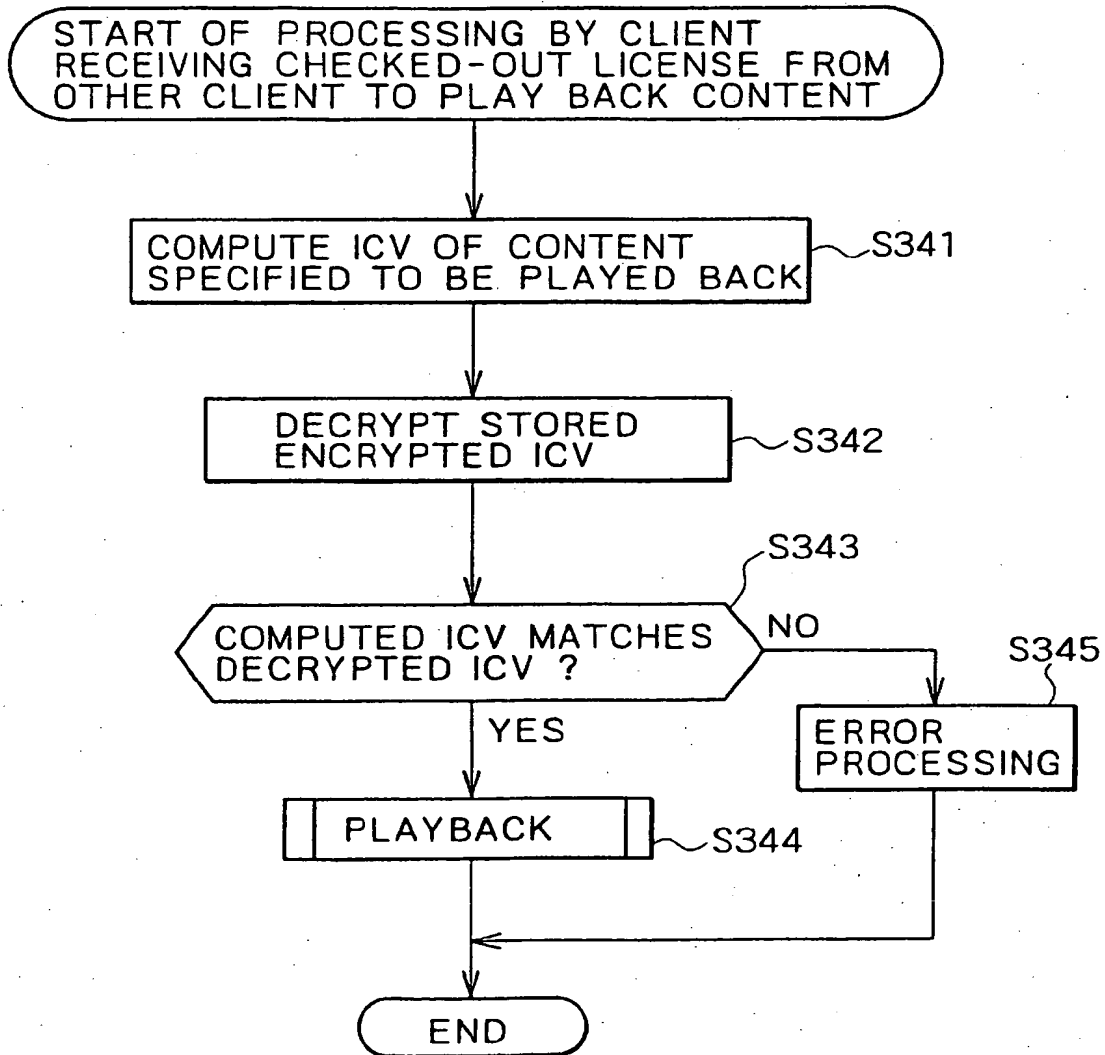 START OF PROCESSING BY CLIENT
RECEIVING CHECKED-OUT LICENSE FROM
OTHER CLIENT TO PLAY BACK CONTENT
COMPUTE ICV OF CONTENT
SPECIFIED TO BE PLAYED BACK
S341
DECRYPT STORED
ENCRYPTED ICV
S342
S343
COMPUTED ICV MATCHES
DECRYPTED ICV ?
NO
S345
YES
ERROR
PROCESSING
PLAYBACK
S344
END